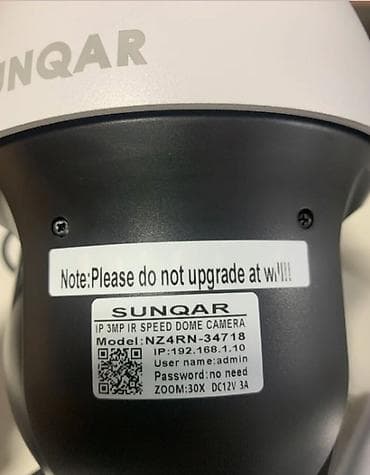 SUNQAR
Note:Please do not upgrade at will!!
SUNQAR
IP 3MP IR SPEED DOME CAMERA
Model:NZ4RN-34718
IP:192.168.1.10
User name:admin
Password:no need
ZOOM:30X DC12V 3A